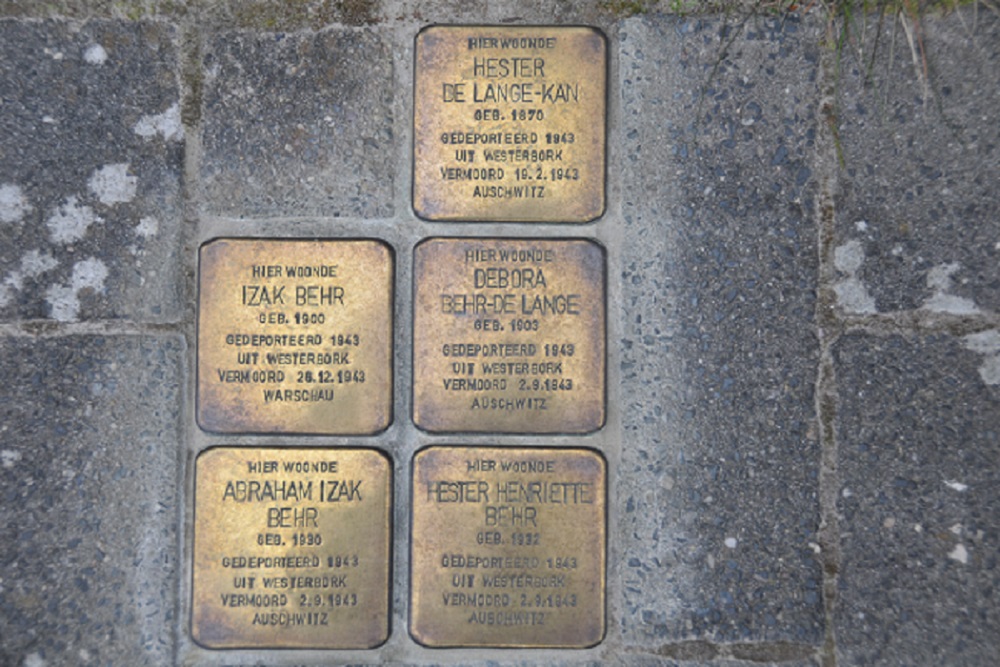 HIER WOONDE
HESTER
DE LANGE-KAN
GEB. 1870
GEDEPORTEERD 1943
UIT WESTERBORK
VERMOORD 19.2.1943
AUSCHWITZ
HIER WOONDE
IZAK BEHR
GEB. 1900
GEDEPORTEERD 1943
UIT WESTERBORK
VERMOORD 28.12.1943
WARSCHAU
HIER WOONDE
DEBORA
BEHR-DE LANGE
GEB. 1903
GEDEPORTEERD 1943
UIT WESTERBORK
VERMOORD 2.9.1943
AUSCHWITZ
HIER WOONDE
ABRAHAM IZAK
BEHR
GEB. 1930
GEDEPORTEERD 1943
UIT WESTERBORK
VERMOORD 2.9.1943
AUSCHWITZ
HIER WOONDE
HESTER HENRIETTE
BEHR
GEB. 1932
GEDEPORTEERD 1943
UIT WESTERBORK
VERMOORD 2.9.1943
AUSCHWITZ